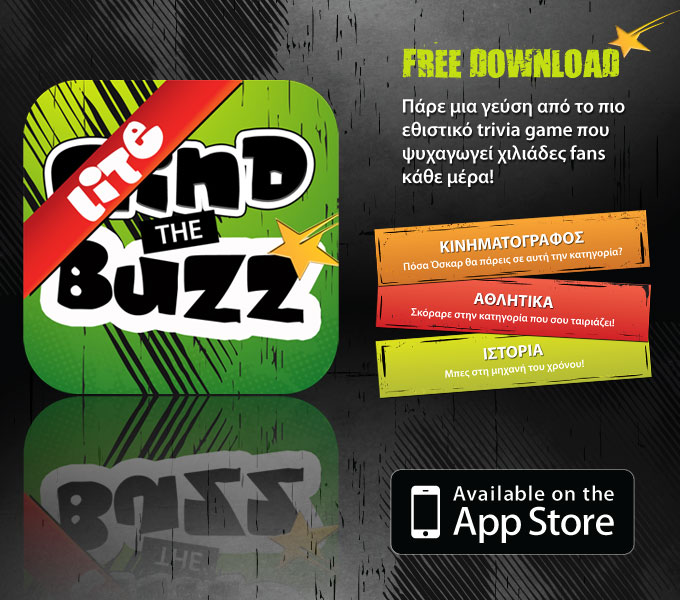 FREE DOWNLOAD
Πάρε μια γεύση από το πιο
εθιστικό trivia game που
ψυχαγωγεί χιλιάδες fans
κάθε μέρα!
Lite
MIND
THE
BUZZ
ΚΙΝΗΜΑΤΟΓΡΑΦΟΣ
Πόσα Όσκαρ θα πάρεις σε αυτή την κατηγορία?
ΑΘΛΗΤΙΚΑ
Σκόραρε στην κατηγορία που σου ταιριάζει!
ΙΣΤΟΡΙΑ
Μπες στη μηχανή του χρόνου!
Available on the
App Store